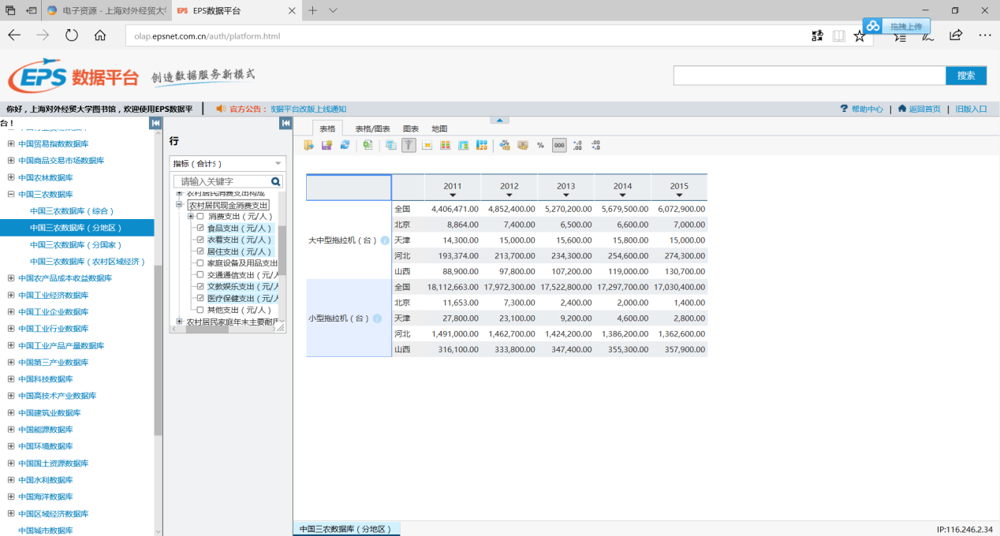 电子资源 - 上海对外经贸大
EPS EPS数据平台
olap.epsnet.com.cn/auth/platform.html
拖拽上传
EPS 数据平台 创造数据服务新模式
搜索
你好，上海对外经贸大学图书馆，欢迎使用EPS数据平
台！
官方公告： 数据平台改版上线通知
帮助中心 | 返回首页 | 旧版入口
中国贸易指数数据库
中国商品交易市场数据库
中国农林数据库
中国三农数据库
中国三农数据库（综合）
中国三农数据库（分地区）
中国三农数据库（分国家）
中国三农数据库（农村区域经济）
中国农产品成本收益数据库
中国工业经济数据库
中国工业企业数据库
中国工业行业数据库
中国工业产品产量数据库
中国第三产业数据库
中国科技数据库
中国高技术产业数据库
中国建筑业数据库
中国能源数据库
中国环境数据库
中国国土资源数据库
中国水利数据库
中国海洋数据库
中国区域经济数据库
中国城市数据库
行
指标（合计5）
请输入关键字
农村居民消费支出构成
农村居民现金消费支出
消费支出（元/人）
食品支出（元/人）
衣着支出（元/人）
居住支出（元/人）
家庭设备及用品支出
交通通信支出（元/人
文教娱乐支出（元/人
医疗保健支出（元/人
其他支出（元/人）
农村居民家庭年末主要耐用
表格 表格/图表 图表 地图
% 000 +.0 .00 .00 +.0
2011 2012 2013 2014 2015
大中型拖拉机（台）
全国 4,406,471.00 4,852,400.00 5,270,200.00 5,679,500.00 6,072,900.00
北京 8,864.00 7,400.00 6,500.00 6,600.00 7,000.00
天津 14,300.00 15,000.00 15,600.00 15,800.00 15,000.00
河北 193,374.00 213,700.00 234,300.00 254,600.00 274,300.00
山西 88,900.00 97,800.00 107,200.00 119,000.00 130,700.00
小型拖拉机（台）
全国 18,112,663.00 17,972,300.00 17,522,800.00 17,297,700.00 17,030,400.00
北京 11,653.00 7,300.00 2,400.00 2,000.00 1,400.00
天津 27,800.00 23,100.00 9,200.00 4,600.00 2,800.00
河北 1,491,000.00 1,462,700.00 1,424,200.00 1,386,200.00 1,362,600.00
山西 316,100.00 333,800.00 347,400.00 355,300.00 357,900.00
中国三农数据库（分地区）
IP:116.246.2.34